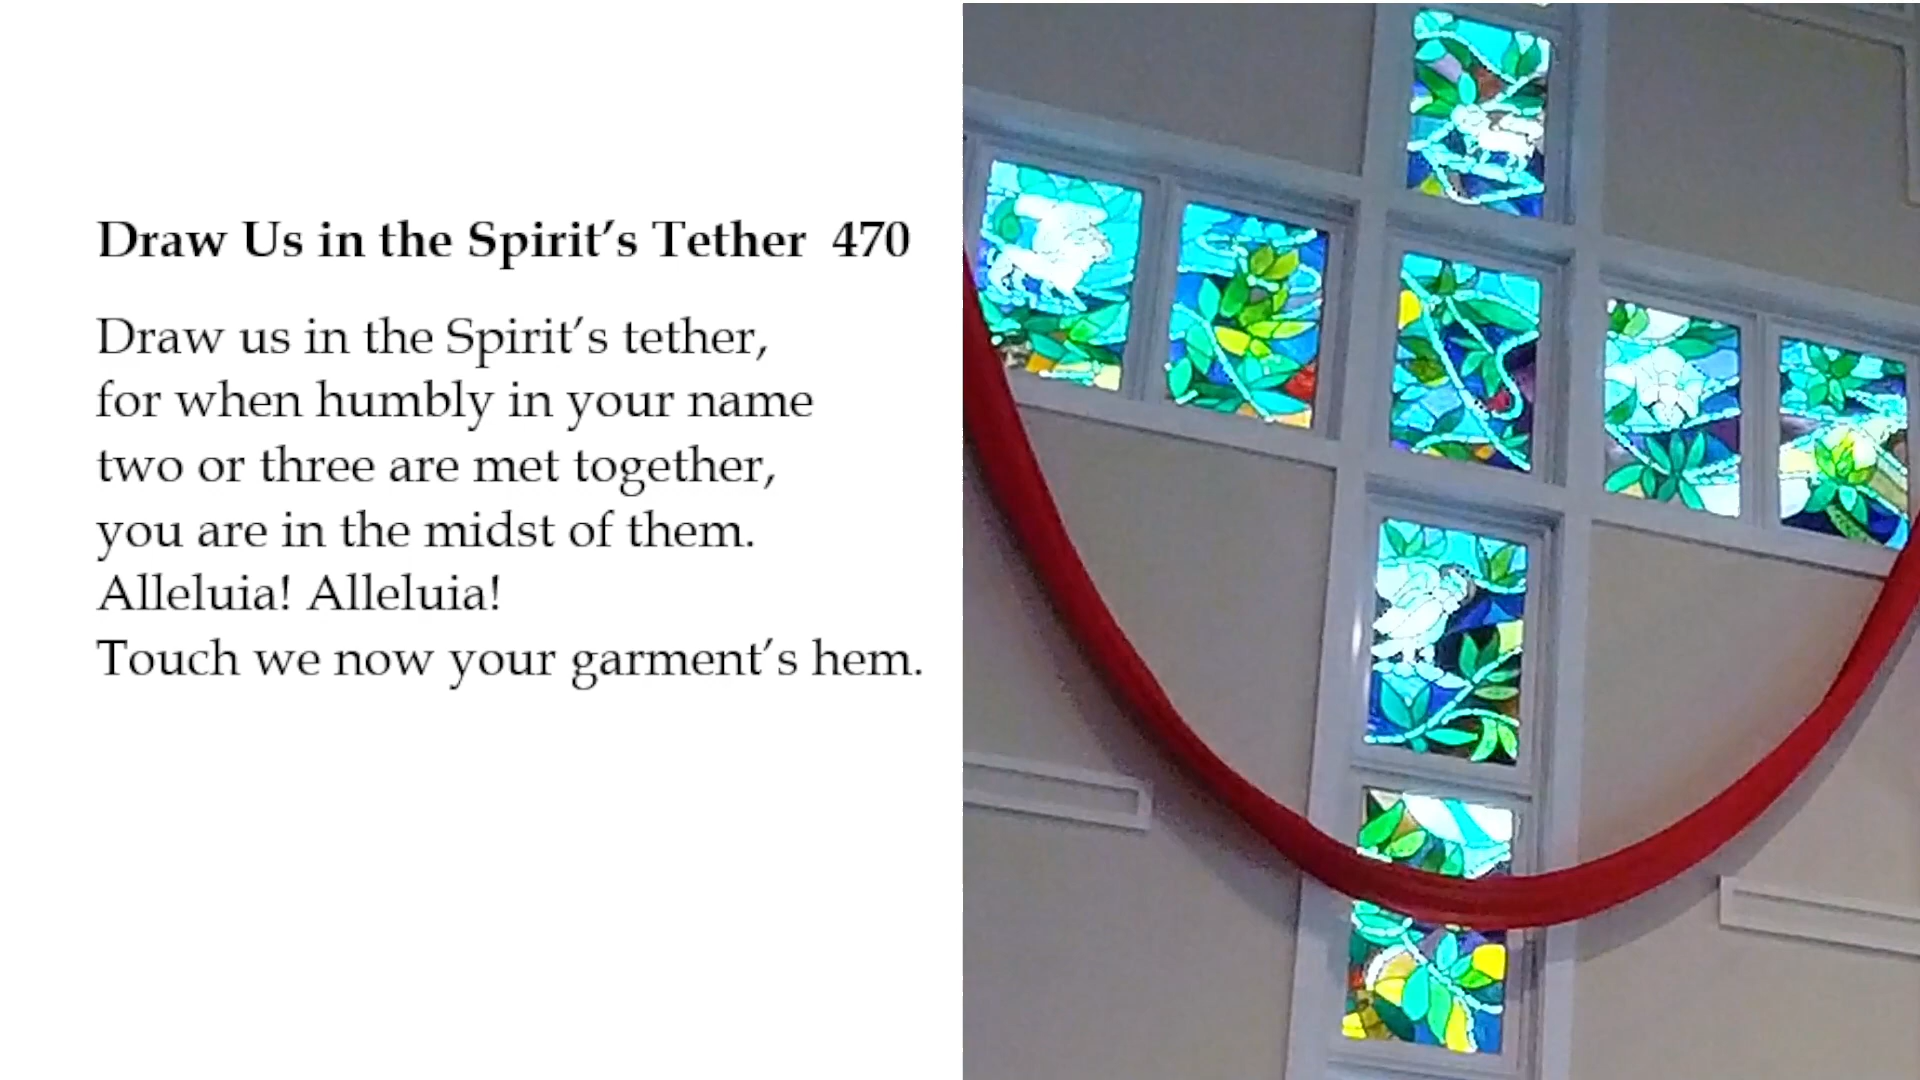 Draw Us in the Spirit’s Tether 470
Draw us in the Spirit’s tether,
for when humbly in your name
two or three are met together,
you are in the midst of them.
Alleluia! Alleluia!
Touch we now your garment’s hem.